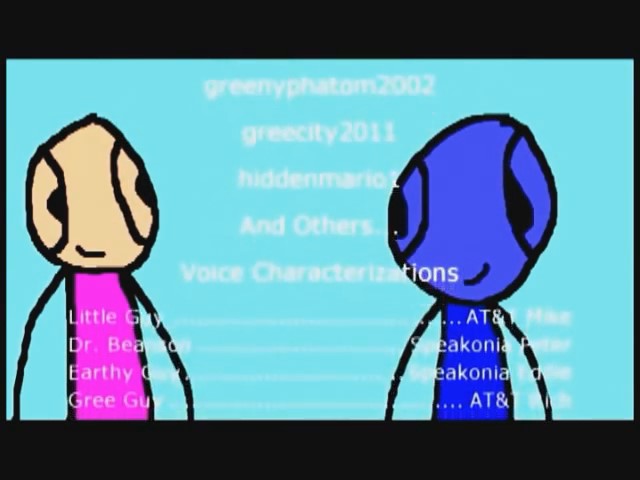 greenyphatom2002
greecity2011
hiddenmario1
And Others...
Voice Characterizations
Little Guy ........................................ AT&T Mike
Dr. Beanson ........................................ Speakonia Peter
Earthy Guy ........................................ Speakonia Eddie
Gree Guy ........................................ AT&T Rich